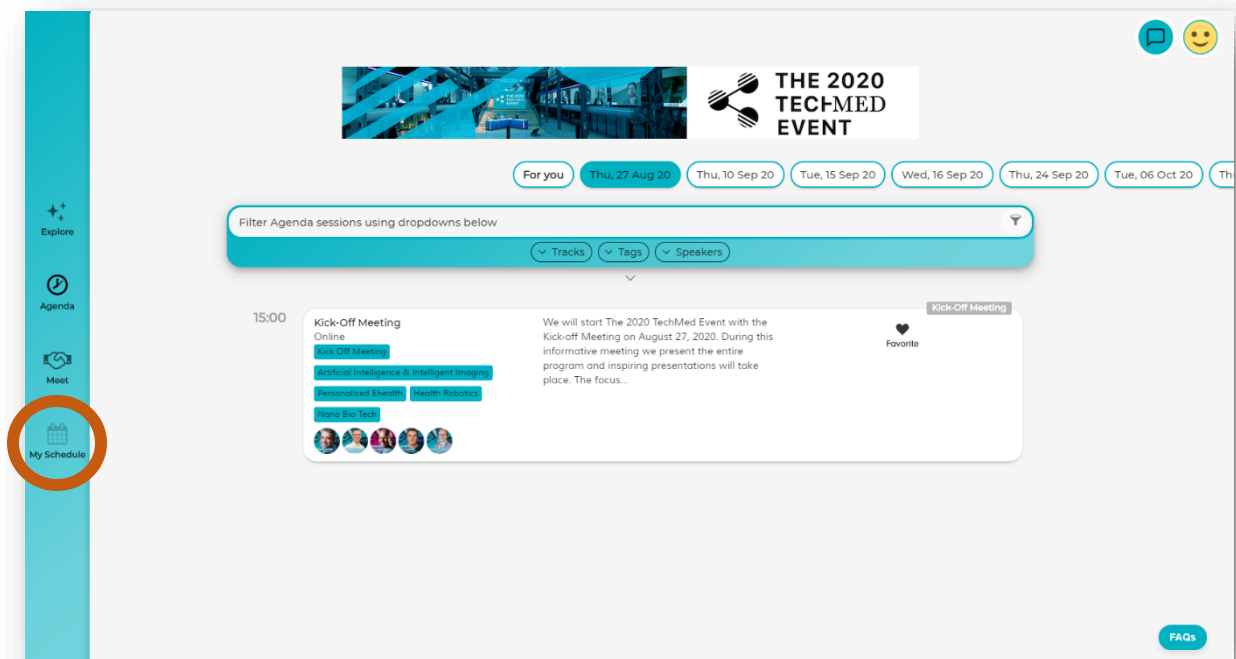 THE 2020
TECHMED
EVENT
For you
Thu, 27 Aug 20
Thu, 10 Sep 20
Tue, 15 Sep 20
Wed, 16 Sep 20
Thu, 24 Sep 20
Tue, 06 Oct 20
Th
Explore
Agenda
Meet
My Schedule
Filter Agenda sessions using dropdowns below
Tracks
Tags
Speakers
15:00
Kick-Off Meeting
Kick-Off Meeting
Online
Kick Off Meeting
Artificial Intelligence & Intelligent Imaging
Personalised Ehealth
Health Robotics
Nano Bio Tech
We will start The 2020 TechMed Event with the
Kick-off Meeting on August 27, 2020. During this
informative meeting we present the entire
program and inspiring presentations will take
place. The focus...
Favorite
FAQs